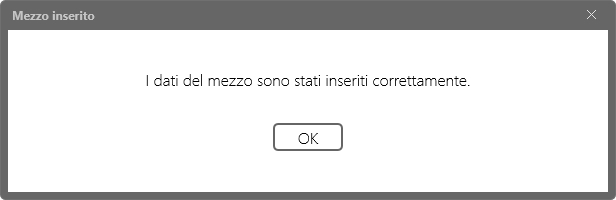 Mezzo inserito
I dati del mezzo sono stati inseriti correttamente.
OK